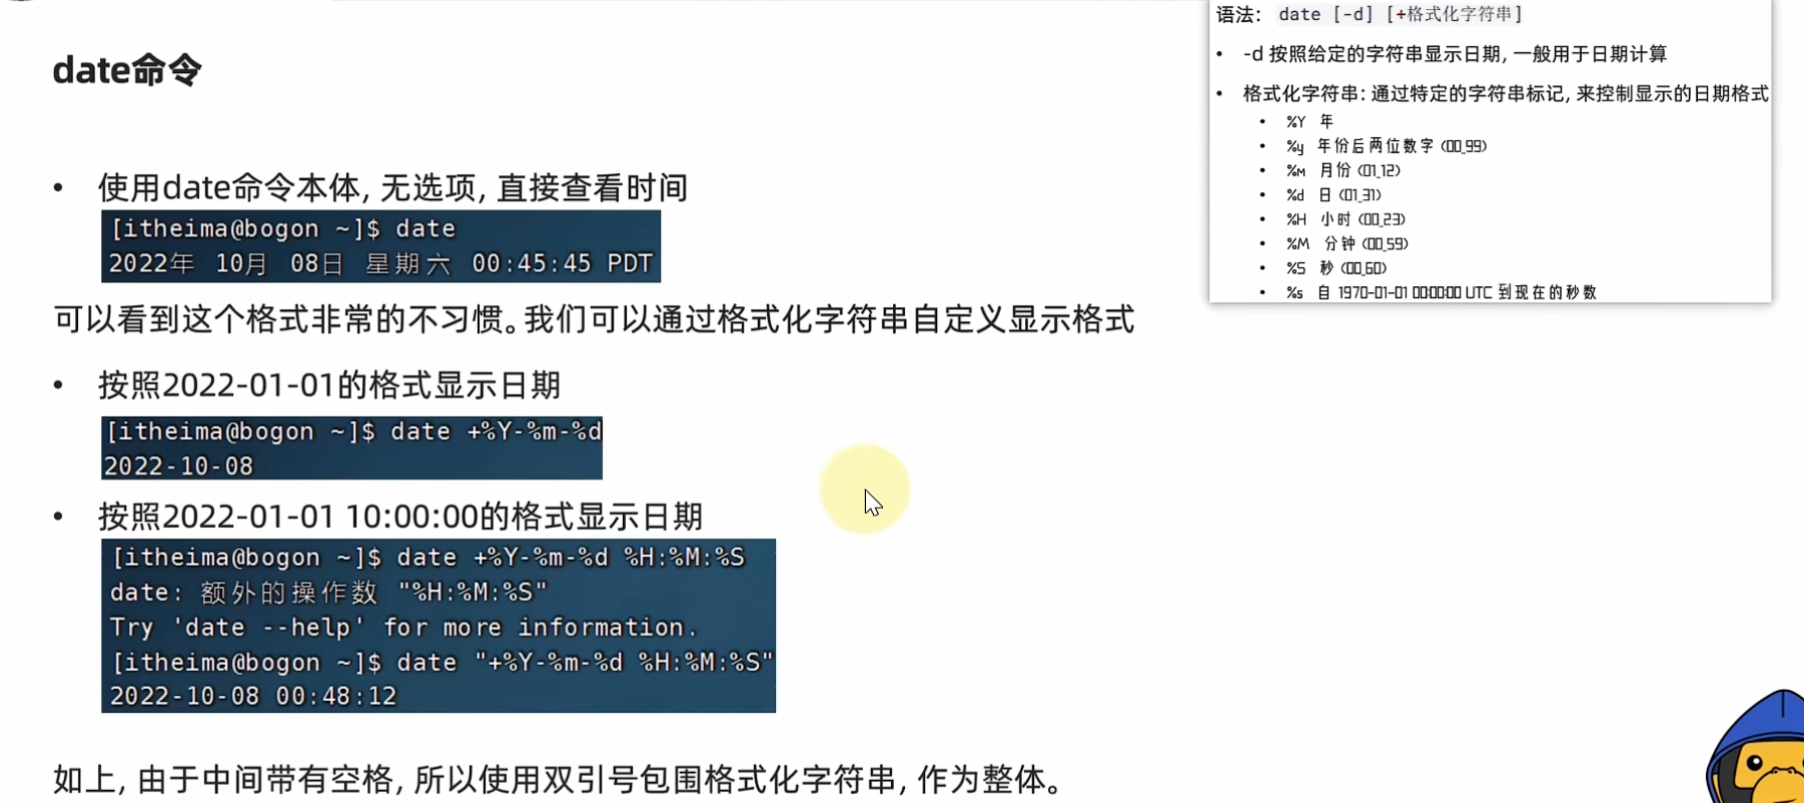 date命令
使用date命令本体, 无选项, 直接查看时间
[itheima@bogon ~]$ date
2022年 10月 08日 星期六 00:45:45 PDT
可以看到这个格式非常的不习惯。我们可以通过格式化字符串自定义显示格式
按照2022-01-01的格式显示日期
[itheima@bogon ~]$ date +%Y-%m-%d
2022-10-08
按照2022-01-01 10:00:00的格式显示日期
[itheima@bogon ~]$ date +%Y-%m-%d %H:%M:%S
date: 额外的操作数 "%H:%M:%S"
Try 'date --help' for more information.
[itheima@bogon ~]$ date "+%Y-%m-%d %H:%M:%S"
2022-10-08 00:48:12
如上, 由于中间带有空格, 所以使用双引号包围格式化字符串, 作为整体。
语法: date [-d] [+格式化字符串]
-d 按照给定的字符串显示日期, 一般用于日期计算
格式化字符串: 通过特定的字符串标记, 来控制显示的日期格式
%Y 年
%y 年份后两位数字 (00..99)
%m 月份 (01..12)
%d 日 (01..31)
%H 小时 (00..23)
%M 分钟 (00..59)
%S 秒 (00..60)
%s 自 1970-01-01 00:00:00 UTC 到现在的秒数